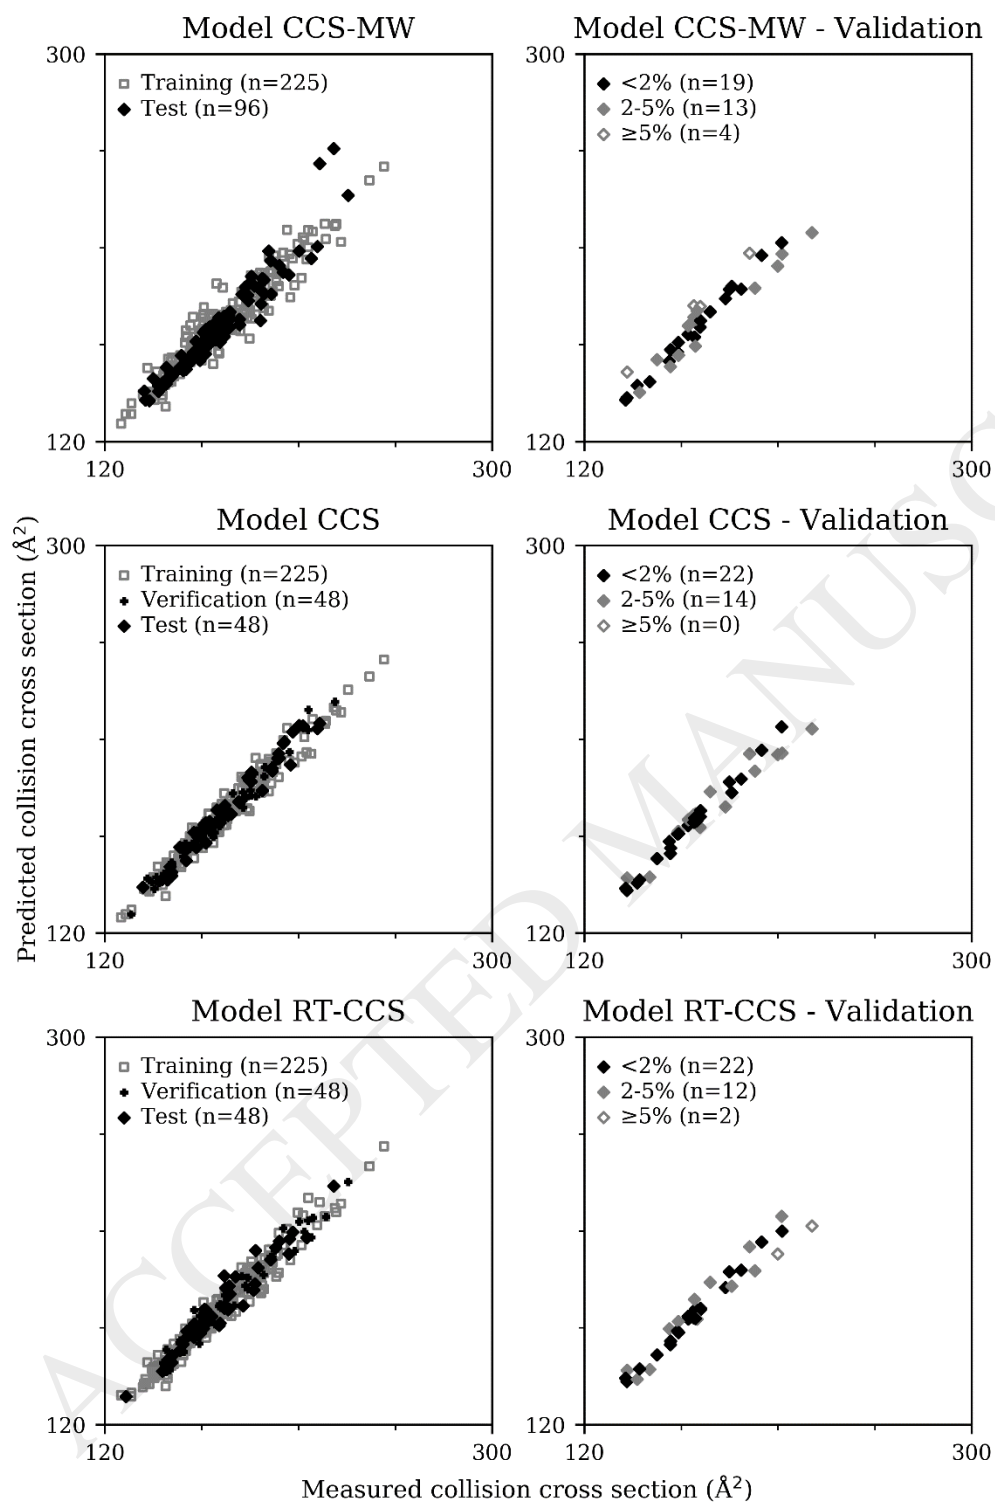 Model CCS-MW
300
Training (n=225)
Test (n=96)
120
120
300
Model CCS-MW - Validation
300
<2% (n=19)
2-5% (n=13)
≥5% (n=4)
120
120
300
Predicted collision cross section (Å²)
Model CCS
300
Training (n=225)
Verification (n=48)
Test (n=48)
120
120
300
Model CCS - Validation
300
<2% (n=22)
2-5% (n=14)
≥5% (n=0)
120
120
300
Model RT-CCS
300
Training (n=225)
Verification (n=48)
Test (n=48)
120
120
300
Model RT-CCS - Validation
300
<2% (n=22)
2-5% (n=12)
≥5% (n=2)
120
120
300
Measured collision cross section (Å²)
ACCEPTED MANUSC